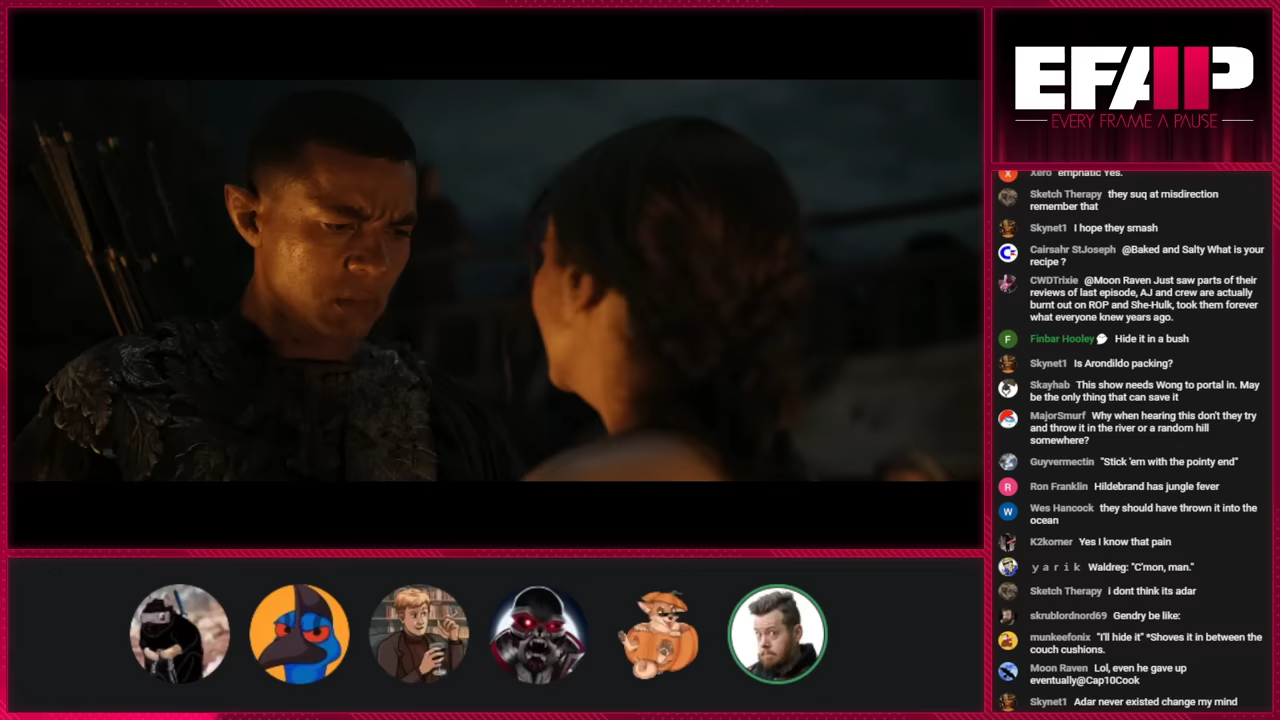 EFAP
EVERY FRAME A PAUSE
X Xero emphatic Yes.
Sketch Therapy they suq at misdirection
remember that
Skynet1 I hope they smash
Cairsahr StJoseph @Baked and Salty What is your
recipe ?
CWDTrixie @Moon Raven Just saw parts of their
reviews of last episode, AJ and crew are actually
burnt out on ROP and She-Hulk, took them forever
what everyone knew years ago.
F Finbar Hooley Hide it in a bush
Skynet1 Is Arondildo packing?
Skayhab This show needs Wong to portal in. May
be the only thing that can save it
MajorSmurf Why when hearing this don't they try
and throw it in the river or a random hill
somewhere?
Guyvermectin "Stick 'em with the pointy end"
R Ron Franklin Hildebrand has jungle fever
W Wes Hancock they should have thrown it into the
ocean
K2korner Yes I know that pain
y a r i k Waldreg: "C'mon, man."
Sketch Therapy i dont think its adar
skrublordnord69 Gendry be like:
munkeefonix "I'll hide it" *Shoves it in between the
couch cushions.
Moon Raven Lol, even he gave up
eventually@Cap10Cook
Skynet1 Adar never existed change my mind